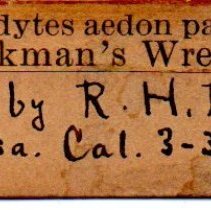 dytes aedon pa
kman's Wre
by R. H.
sa. Cal. 3-3